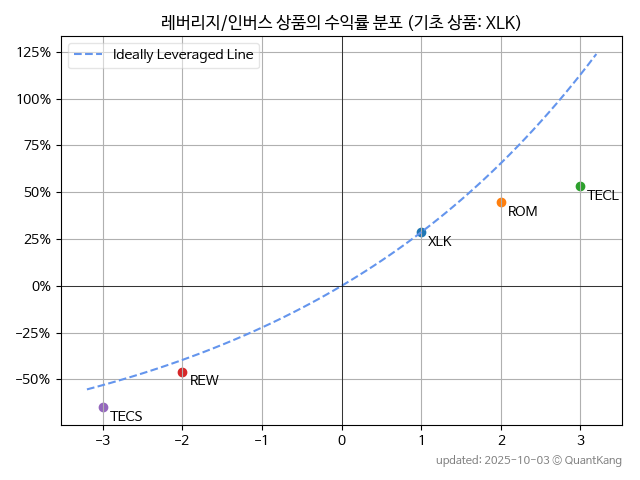 레버리지/인버스 상품의 수익률 분포 (기초 상품: XLK)
Ideally Leveraged Line
125%
100%
75%
50%
25%
0%
−25%
−50%
TECL
ROM
XLK
REW
TECS
−3
−2
−1
0
1
2
3
updated: 2025-10-03 © QuantKang